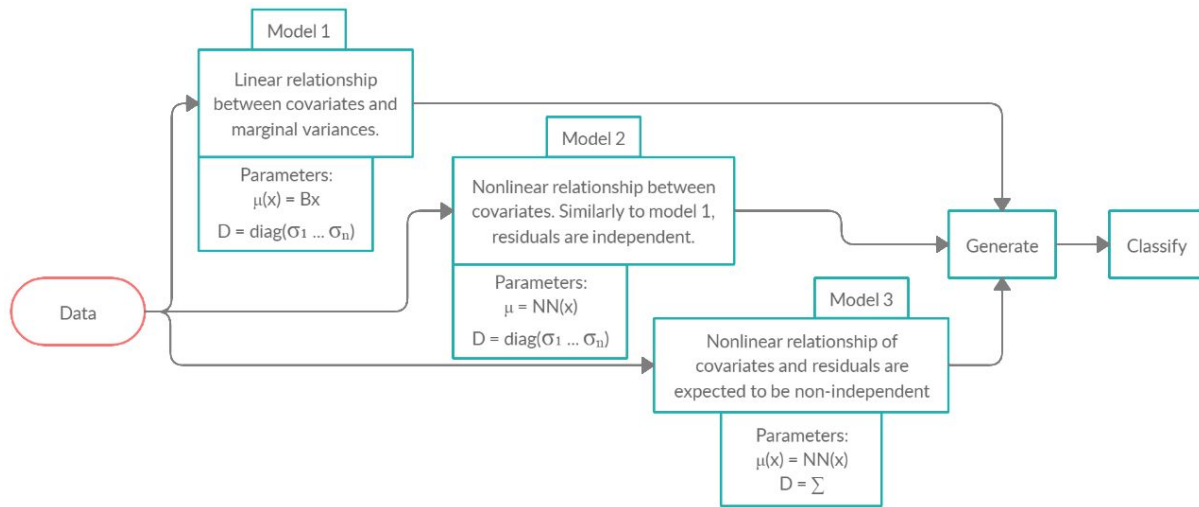 Model 1
Linear relationship
between covariates and
marginal variances.
Parameters:
μ(x) = Bx
D = diag(σ₁ ... σₙ)
Model 2
Nonlinear relationship between
covariates. Similarly to model 1,
residuals are independent.
Parameters:
μ = NN(x)
D = diag(σ₁ ... σₙ)
Data
Model 3
Nonlinear relationship of
covariates and residuals are
expected to be non-independent
Parameters:
μ(x) = NN(x)
D = ∑
Generate
Classify